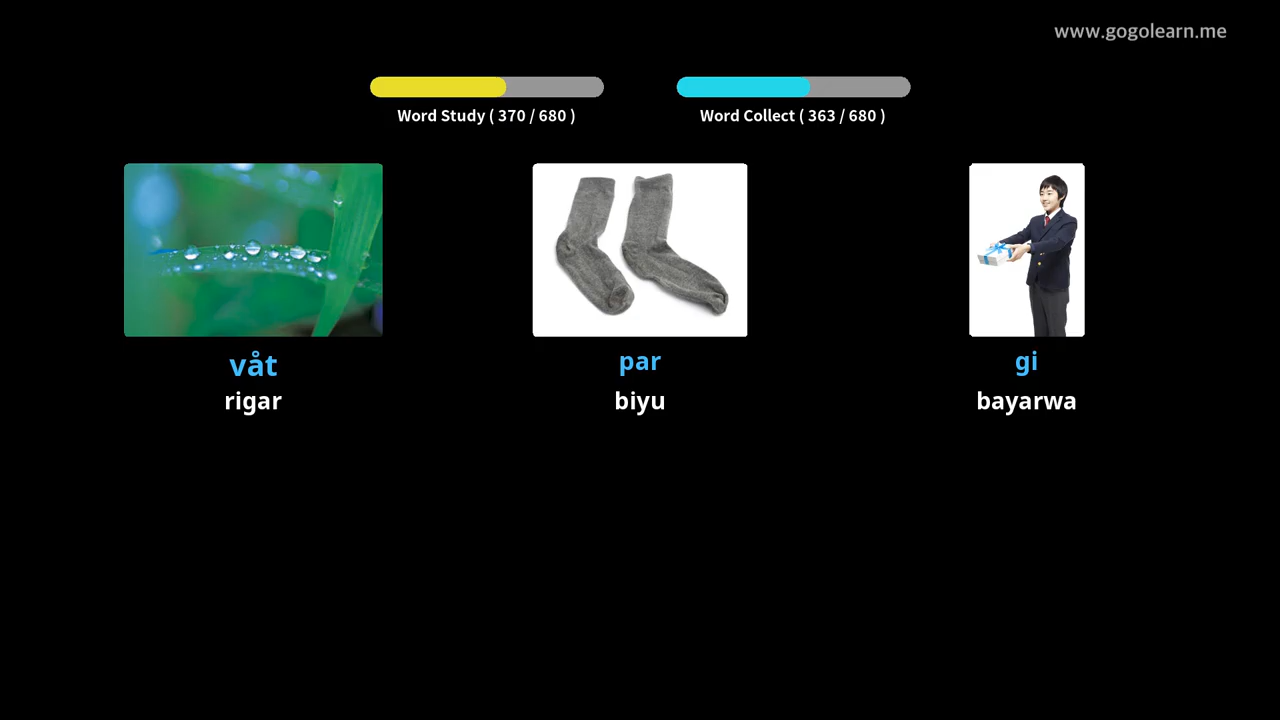 www.gogolearn.me
Word Study ( 370 / 680 )
Word Collect ( 363 / 680 )
våt
par
gi
rigar
biyu
bayarwa